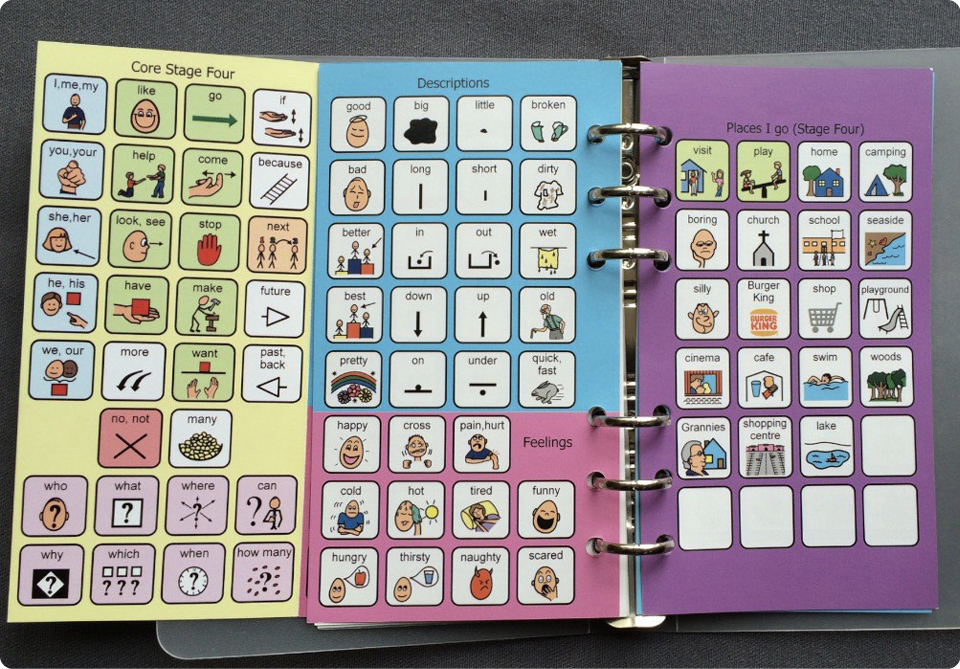 Core Stage Four
I,me,my
like
go
if
you,your
help
come
because
she,her
look, see
stop
next
he, his
have
make
future
we, our
more
want
past,
back
no, not
many
who
what
where
can
?
?
?
why
which
when
how many
?
? ? ?
?
?
Descriptions
good
big
little
broken
bad
long
short
dirty
better
in
out
wet
best
down
up
old
pretty
on
under
quick,
fast
happy
cross
pain,hurt
Feelings
cold
hot
tired
funny
hungry
thirsty
naughty
scared
Places I go (Stage Four)
visit
play
home
camping
boring
church
school
seaside
silly
Burger
King
BURGER
KING
shop
playground
cinema
cafe
swim
woods
Grannies
shopping
centre
lake